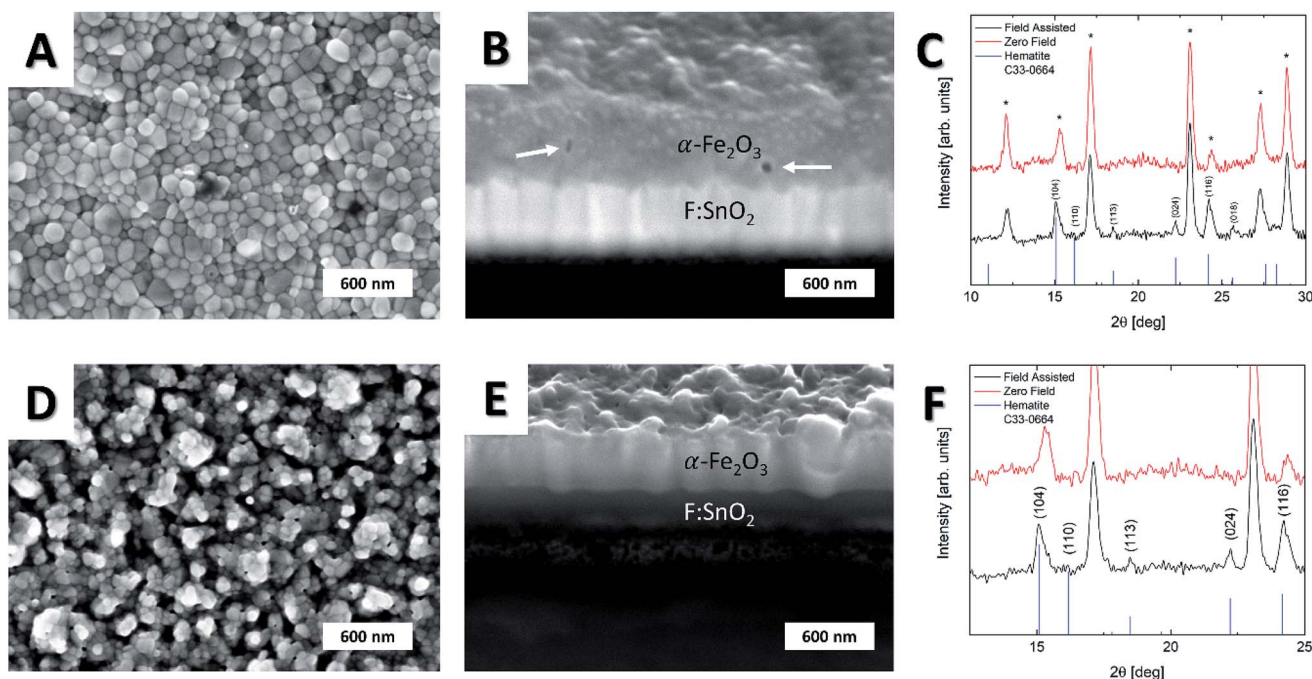 A
600 nm
B
α-Fe₂O₃
F:SnO₂
600 nm
C
Field Assisted
Zero Field
Hematite
C33-0664
* * * * * * *
(104)
(110)
(113)
(024)
(116)
(018)
Intensity [arb. units]
10 15 20 25 30
2θ [deg]
D
600 nm
E
α-Fe₂O₃
F:SnO₂
600 nm
F
Field Assisted
Zero Field
Hematite
C33-0664
(104)
(110)
(113)
(024)
(116)
Intensity [arb. units]
15 20 25
2θ [deg]